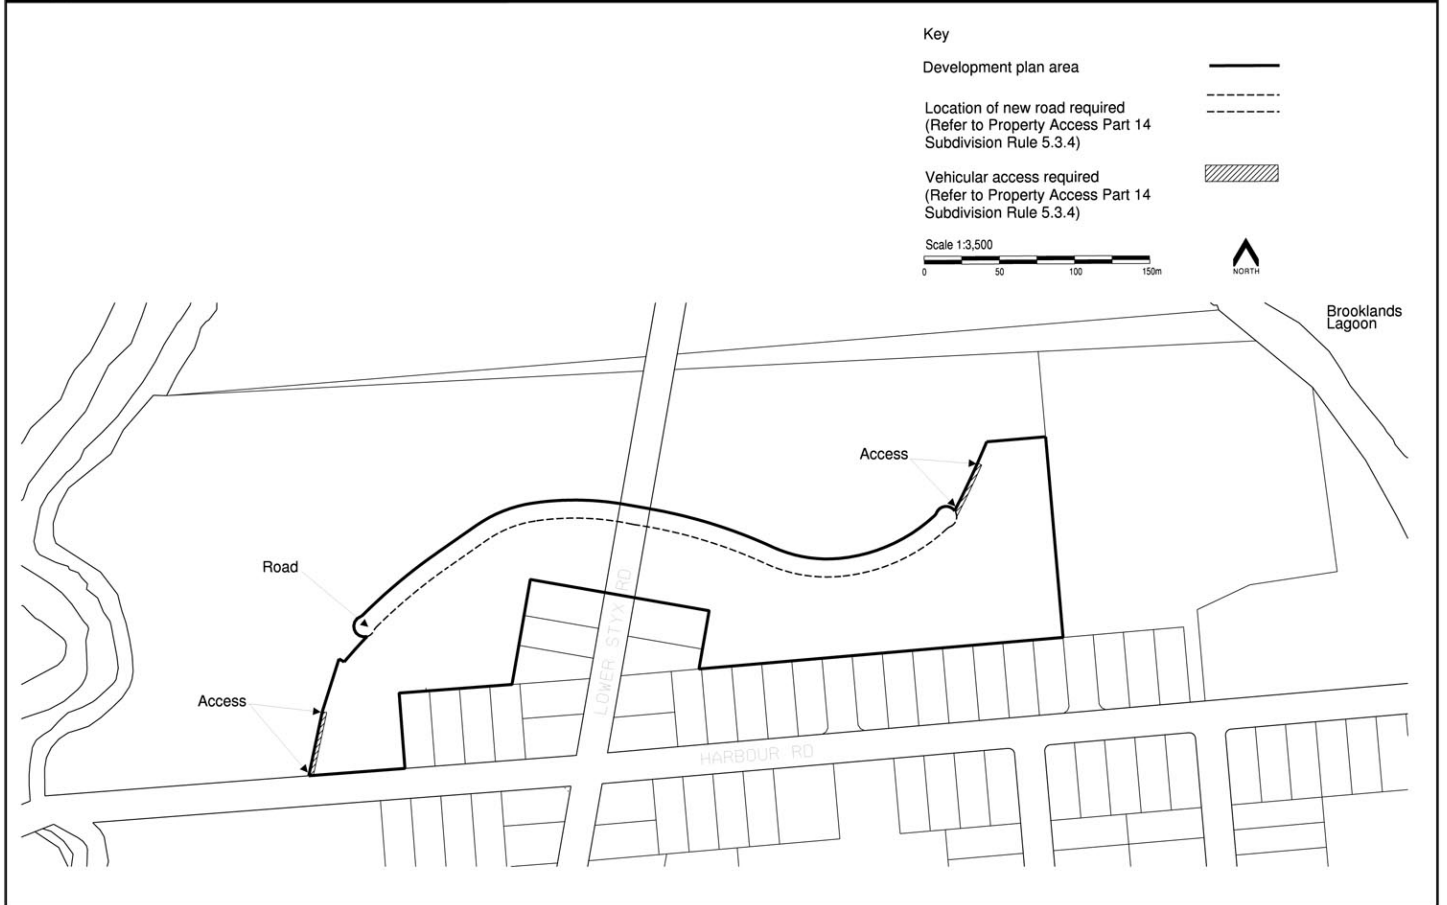 Key
Development plan area
Location of new road required
(Refer to Property Access Part 14
Subdivision Rule 5.3.4)
Vehicular access required
(Refer to Property Access Part 14
Subdivision Rule 5.3.4)
Scale 1:3,500
0 50 100 150m
NORTH
Brooklands
Lagoon
Access
Road
Access
LOWER STYX RD
HARBOUR RD